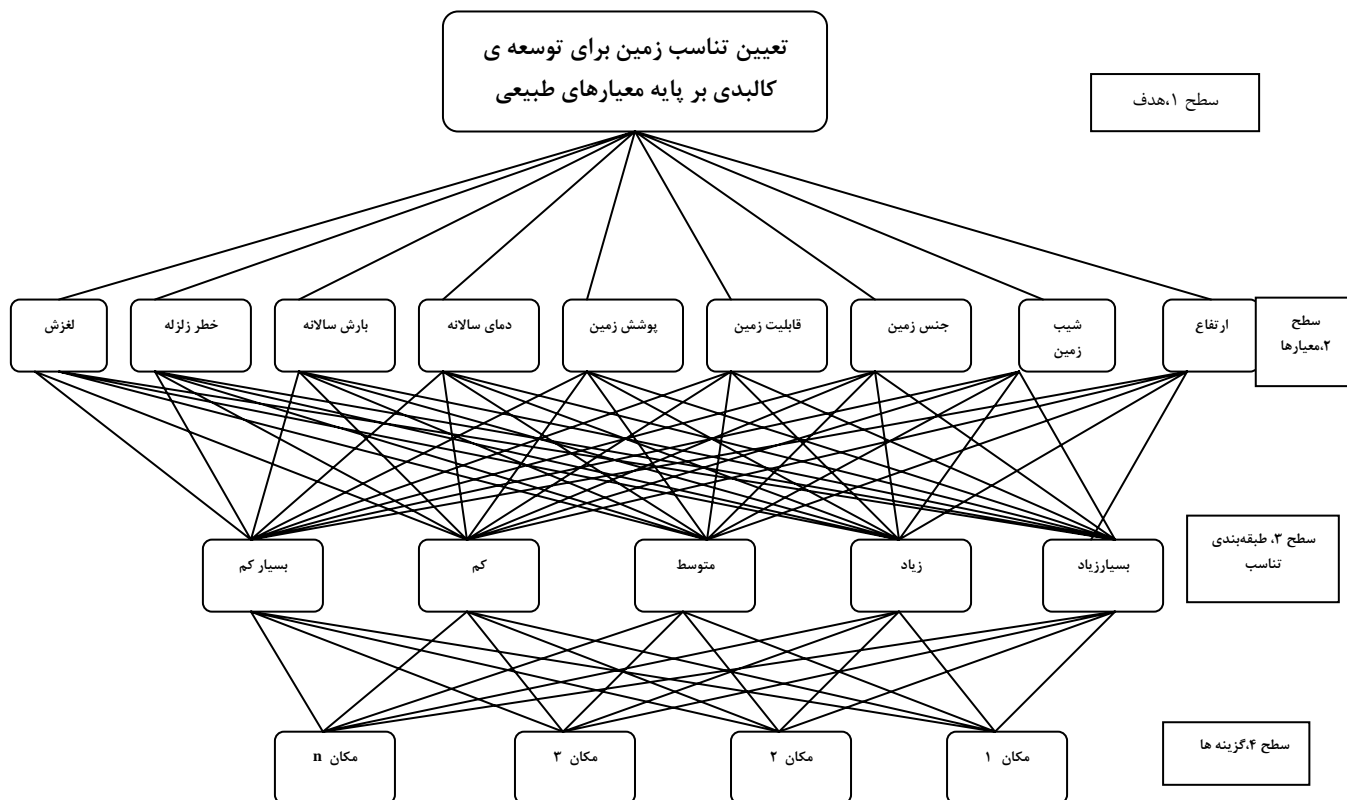 تعیین تناسب زمین برای توسعه ی
کالبدی بر پایه معیارهای طبیعی
سطح ۱،هدف
ارتفاع
شیب
زمین
جنس زمین
قابلیت زمین
پوشش زمین
دمای سالانه
بارش سالانه
خطر زلزله
لغزش
سطح
۲،معیارها
بسیارزیاد
زیاد
متوسط
کم
بسیار کم
سطح ۳، طبقه‌بندی
تناسب
مکان ۱
مکان ۲
مکان ۳
مکان n
سطح ۴،گزینه ها